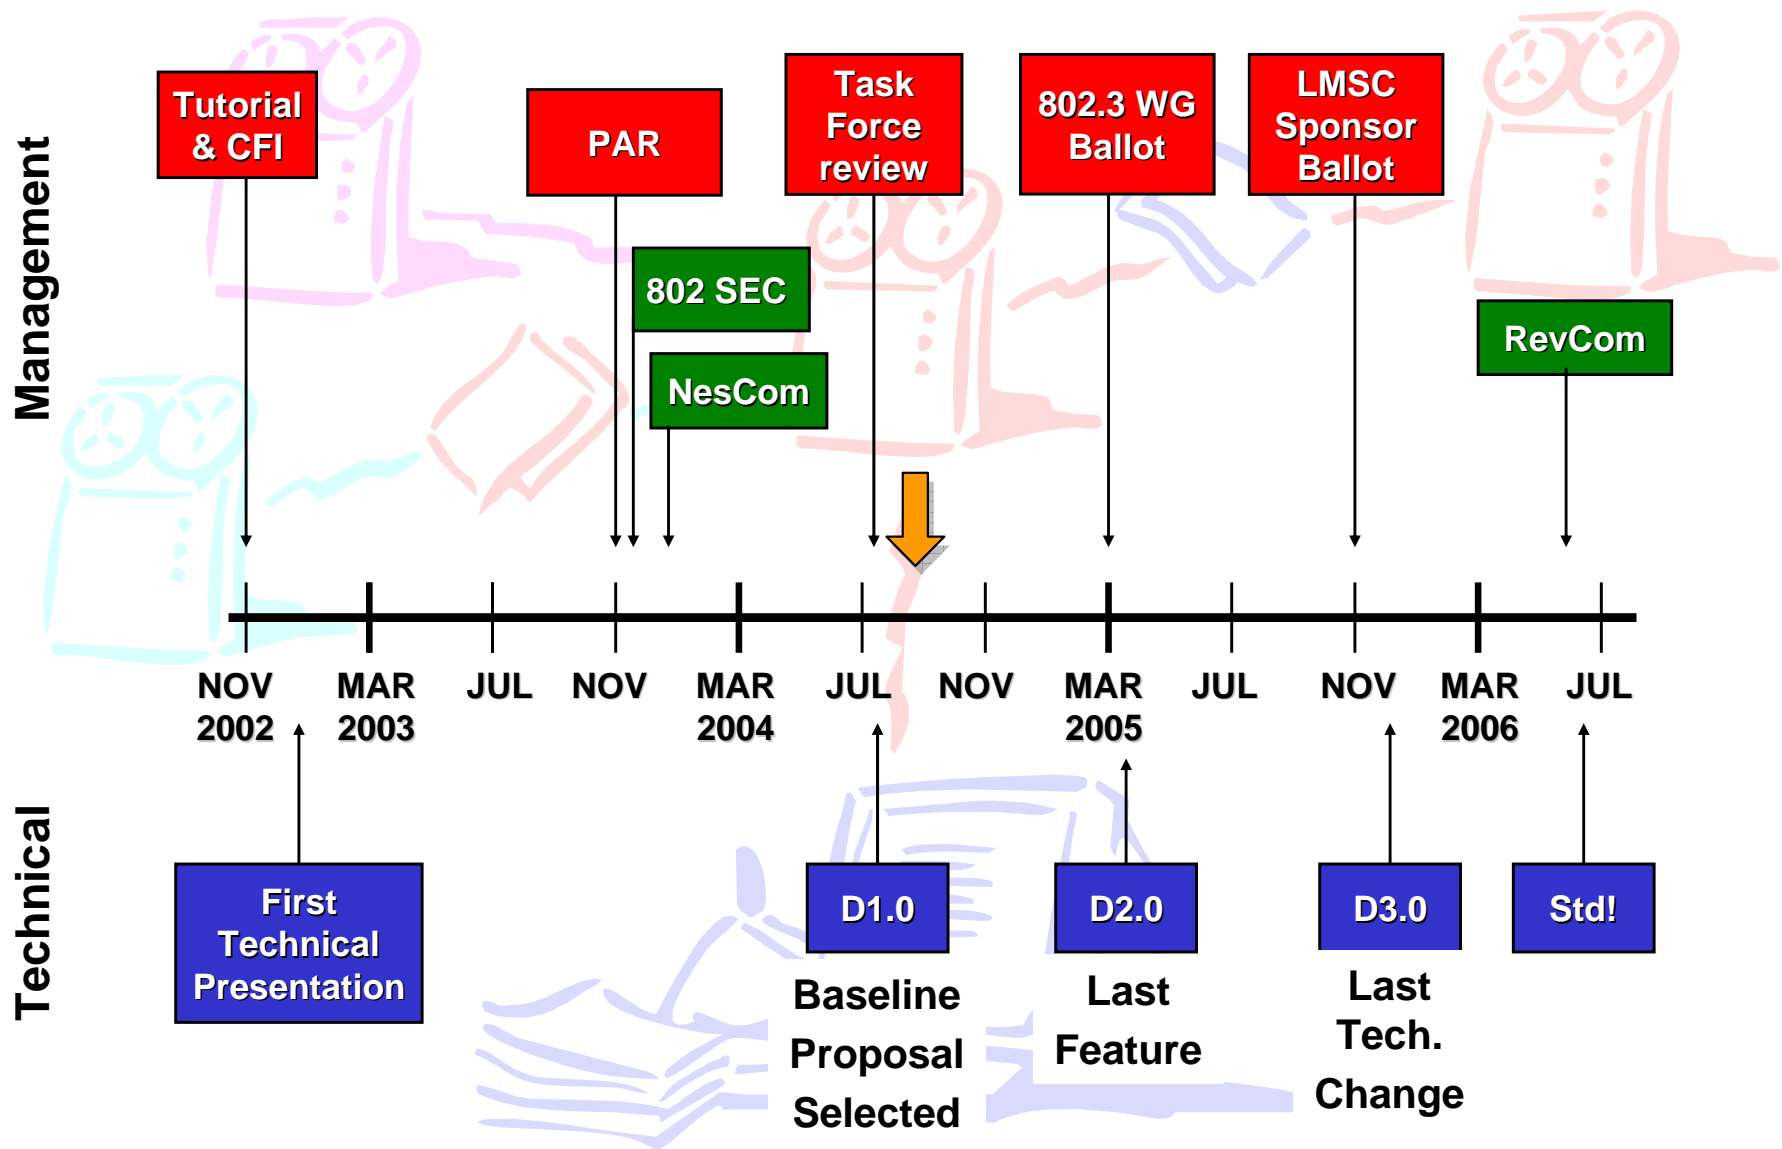 Management
Tutorial
& CFI
PAR
Task
Force
review
802.3 WG
Ballot
LMSC
Sponsor
Ballot
802 SEC
NesCom
RevCom
NOV
2002
MAR
2003
JUL
NOV
MAR
2004
JUL
NOV
MAR
2005
JUL
NOV
MAR
2006
JUL
Technical
First
Technical
Presentation
D1.0
Baseline
Proposal
Selected
D2.0
Last
Feature
D3.0
Last
Tech.
Change
Std!